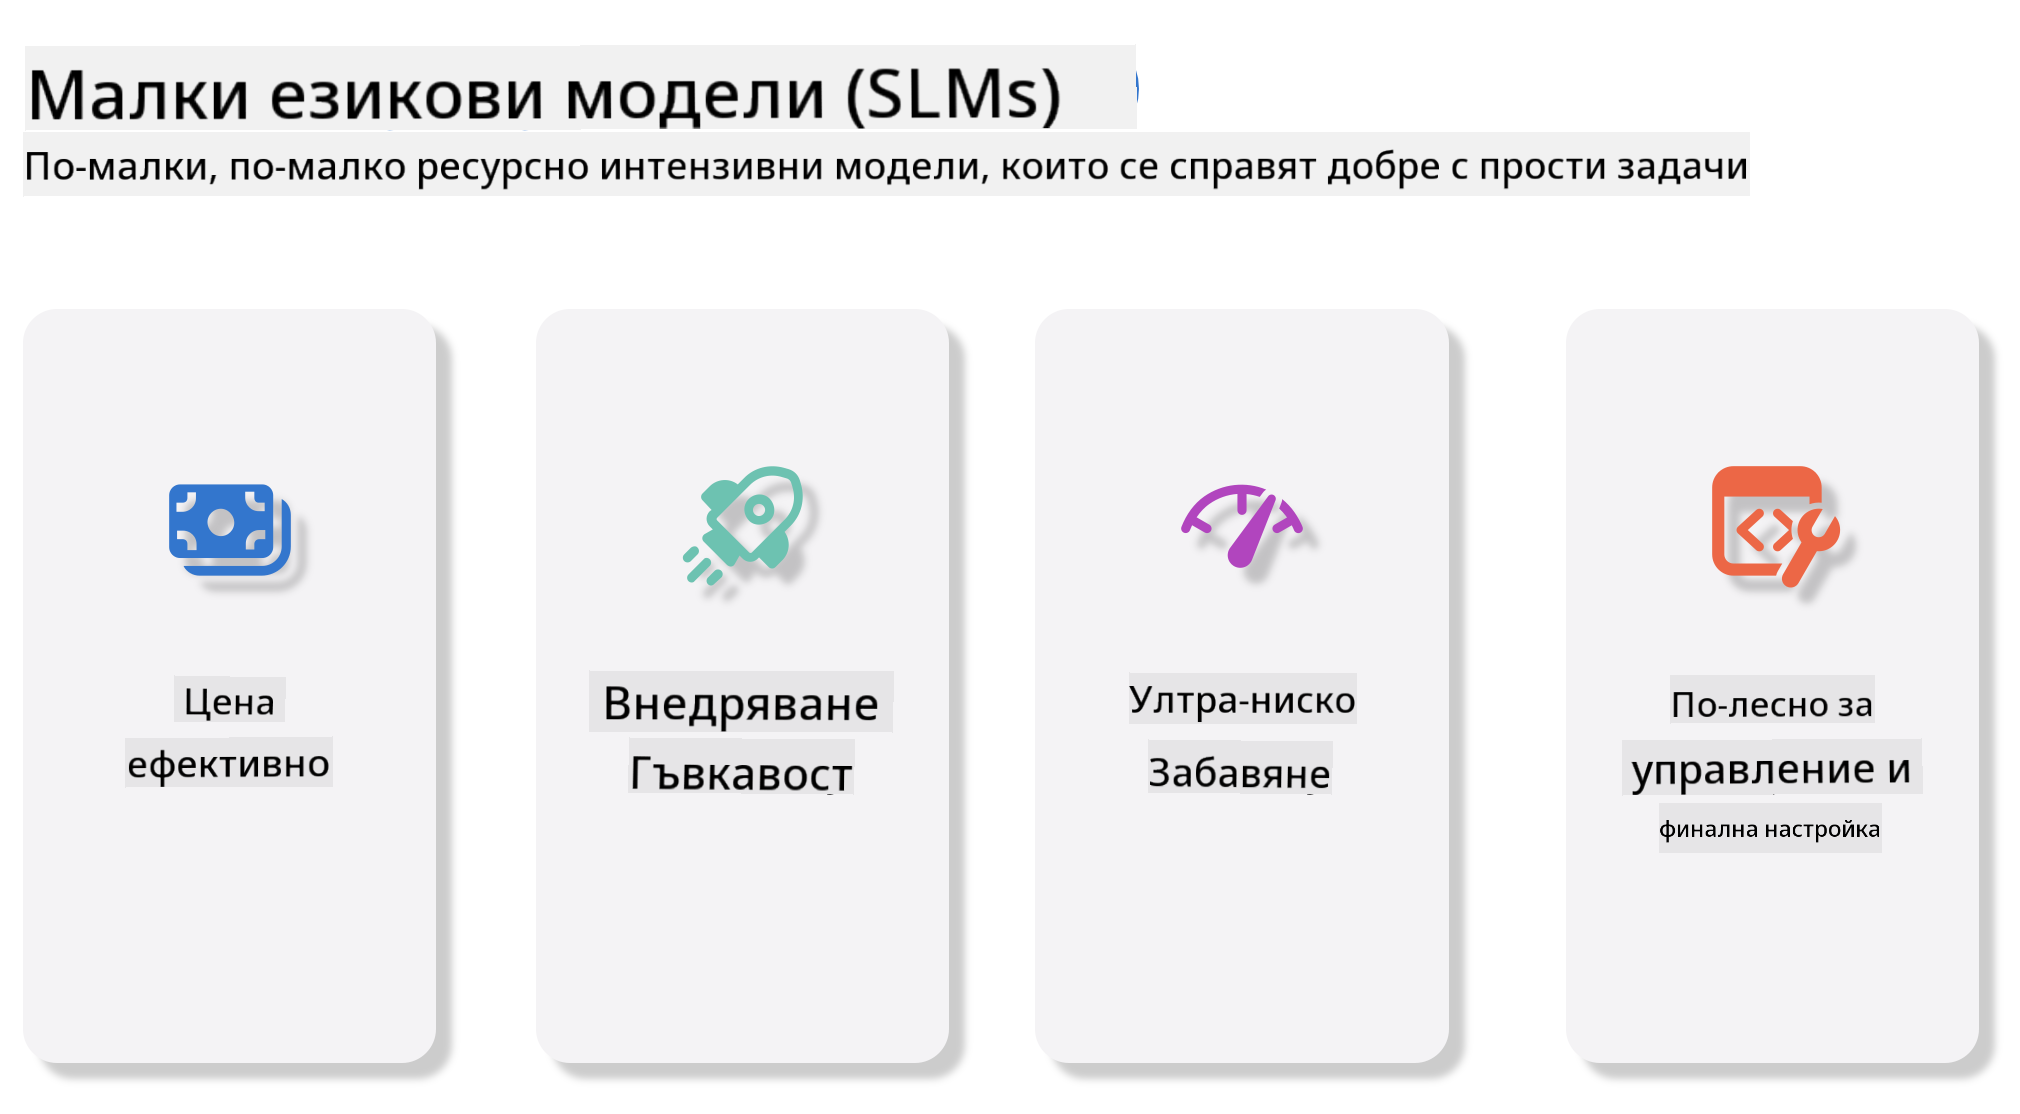 Малки езикови модели (SLMs)
По-малки, по-малко ресурсно интензивни модели, които се справят добре с прости задачи
Цена
ефективно
Внедряване
Гъвкавост
Ултра-ниско
Забавяне
По-лесно за
управление и
финална настройка